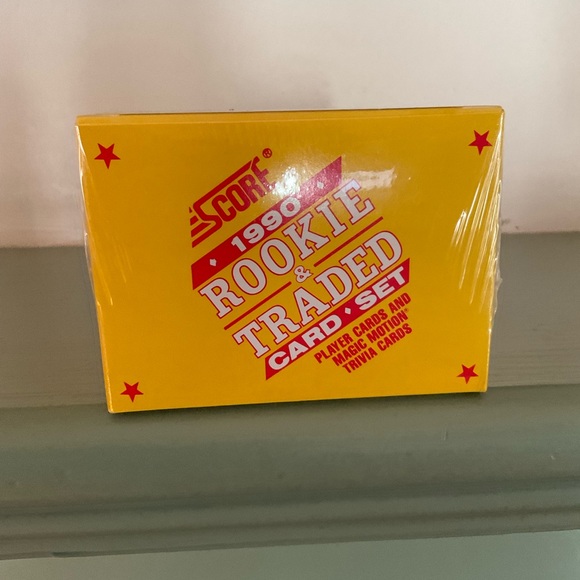 SCORE®
1990
ROOKIE
&
TRADED
CARD • SET
PLAYER CARDS AND
MAGIC MOTION®
TRIVIA CARDS